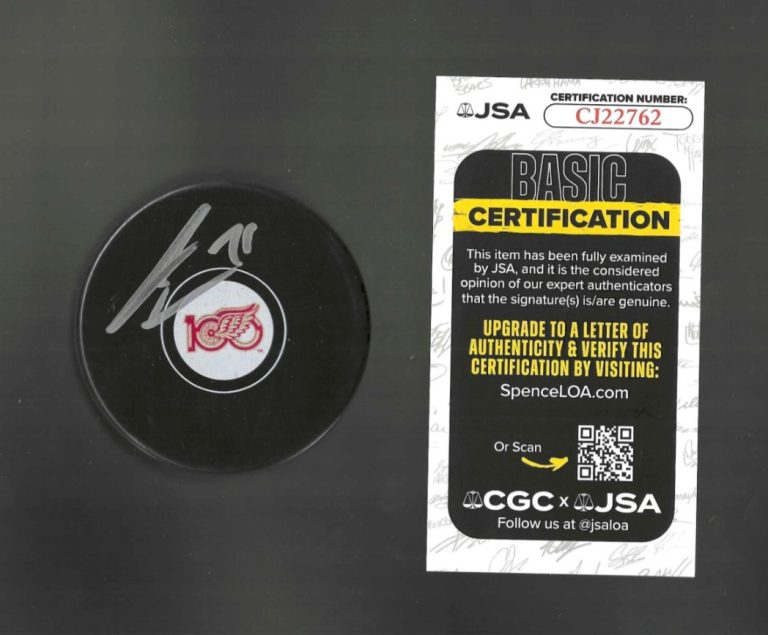 100
TM
JSA
CERTIFICATION NUMBER:
CJ22762
BASIC
CERTIFICATION
This item has been fully examined
by JSA, and it is the considered
opinion of our expert authenticators
that the signature(s) is/are genuine.
UPGRADE TO A LETTER OF
AUTHENTICITY & VERIFY THIS
CERTIFICATION BY VISITING:
SpenceLOA.com
Or Scan
CGC x JSA
Follow us at @jsaloa